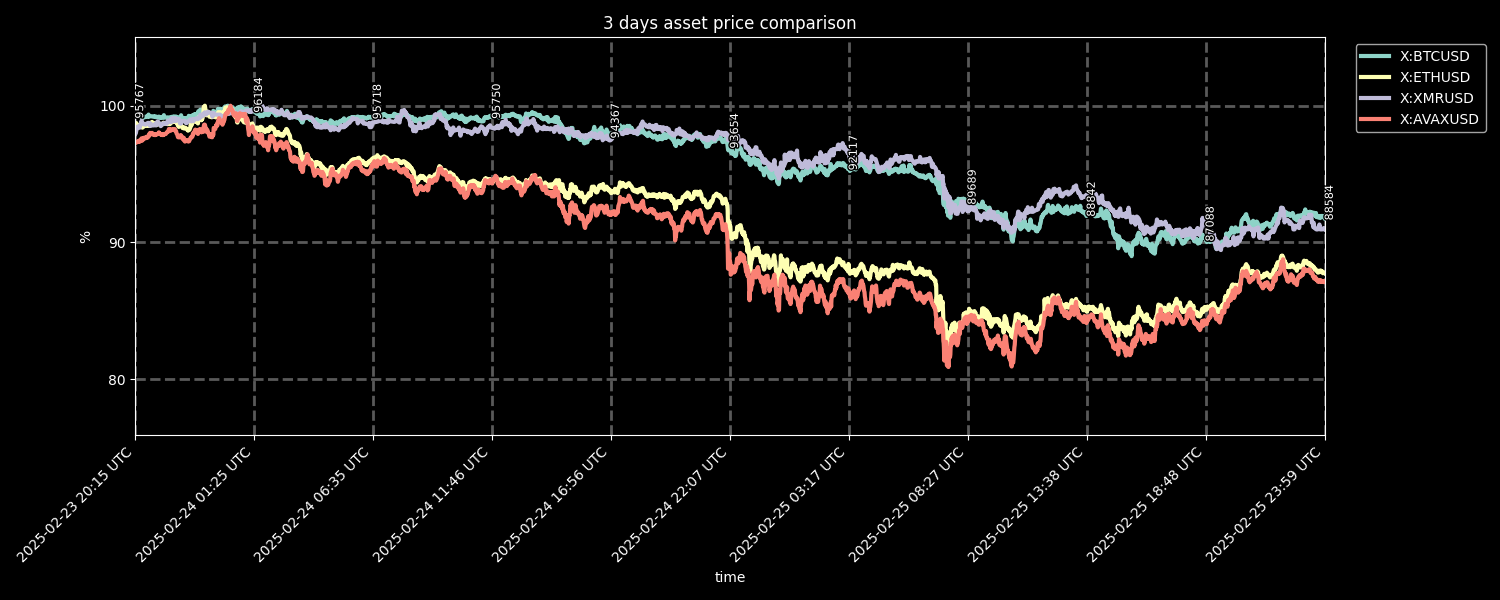 3 days asset price comparison
X:BTCUSD
X:ETHUSD
X:XMRUSD
X:AVAXUSD
%
100
90
80
95767
96184
95718
95750
94367
93654
92117
89689
88842
87088
88584
2025-02-23 20:15 UTC
2025-02-24 01:25 UTC
2025-02-24 06:35 UTC
2025-02-24 11:46 UTC
2025-02-24 16:56 UTC
2025-02-24 22:07 UTC
2025-02-25 03:17 UTC
2025-02-25 08:27 UTC
2025-02-25 13:38 UTC
2025-02-25 18:48 UTC
2025-02-25 23:59 UTC
time